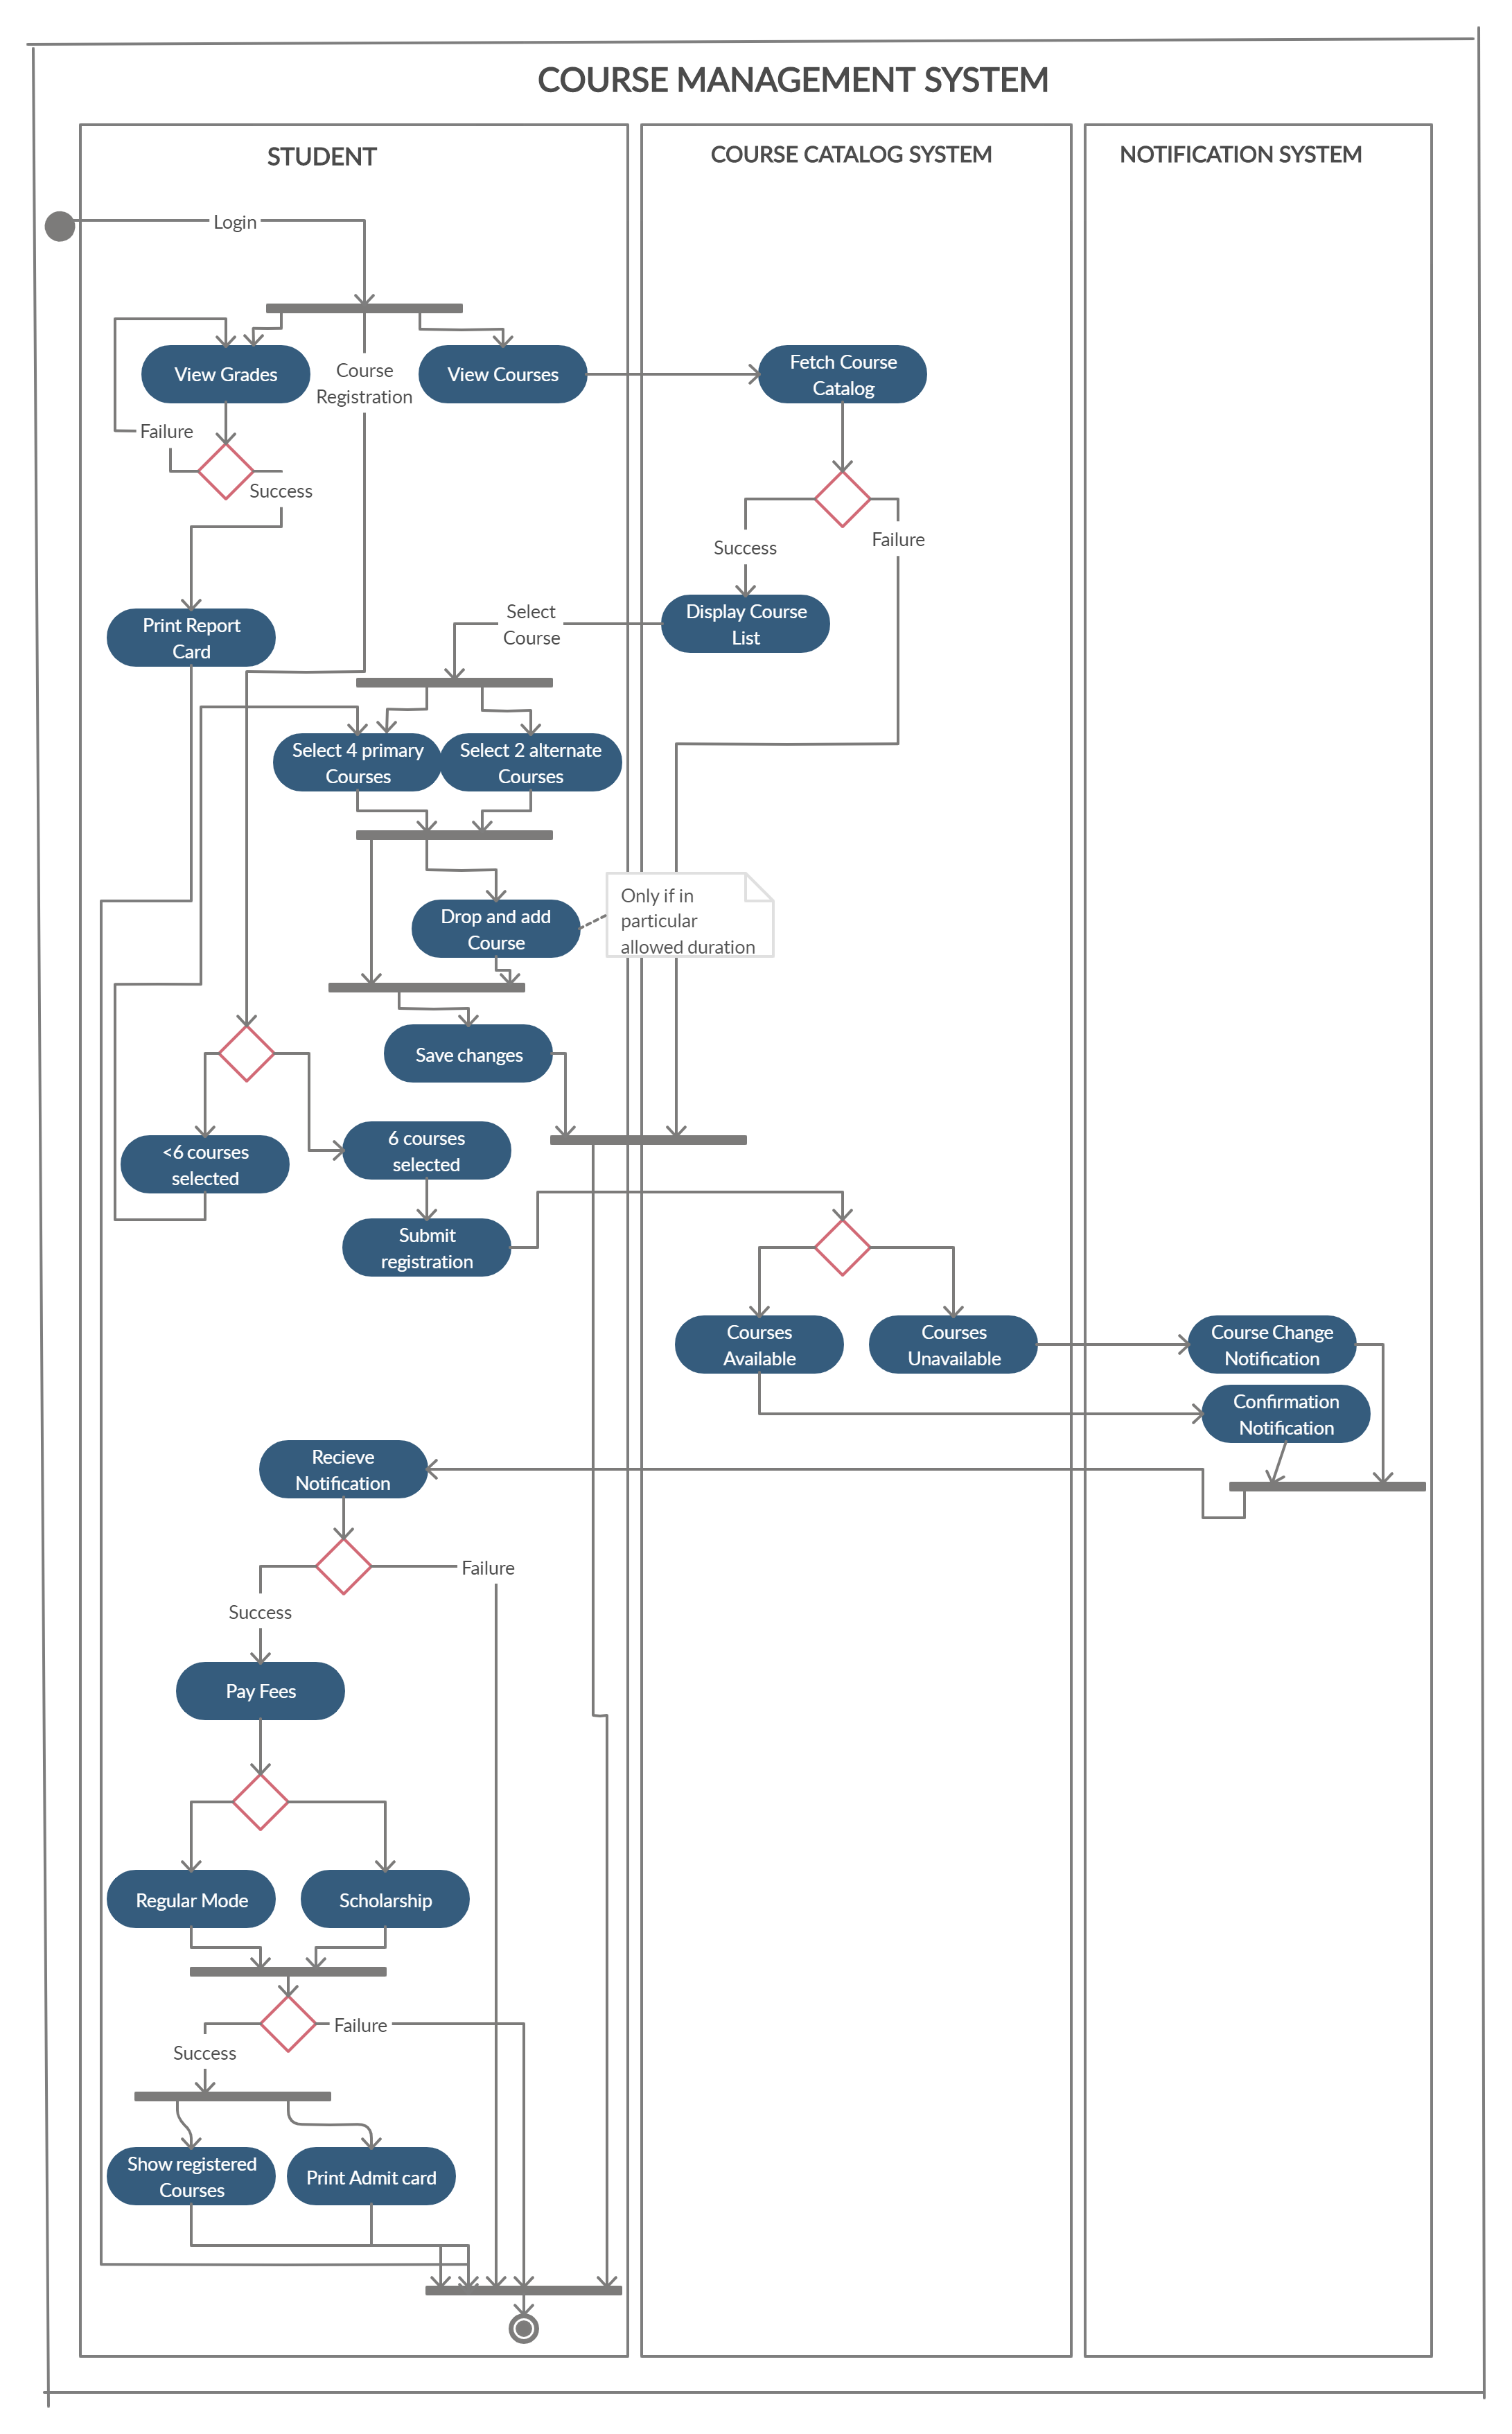 COURSE MANAGEMENT SYSTEM
STUDENT
COURSE CATALOG SYSTEM
NOTIFICATION SYSTEM
Login
View Grades
Course
Registration
View Courses
Fetch Course
Catalog
Failure
Success
Success
Failure
Print Report
Card
Select
Course
Display Course
List
Select 4 primary
Courses
Select 2 alternate
Courses
Drop and add
Course
Only if in
particular
allowed duration
Save changes
<6 courses
selected
6 courses
selected
Submit
registration
Courses
Available
Courses
Unavailable
Course Change
Notification
Confirmation
Notification
Recieve
Notification
Failure
Success
Pay Fees
Regular Mode
Scholarship
Failure
Success
Show registered
Courses
Print Admit card